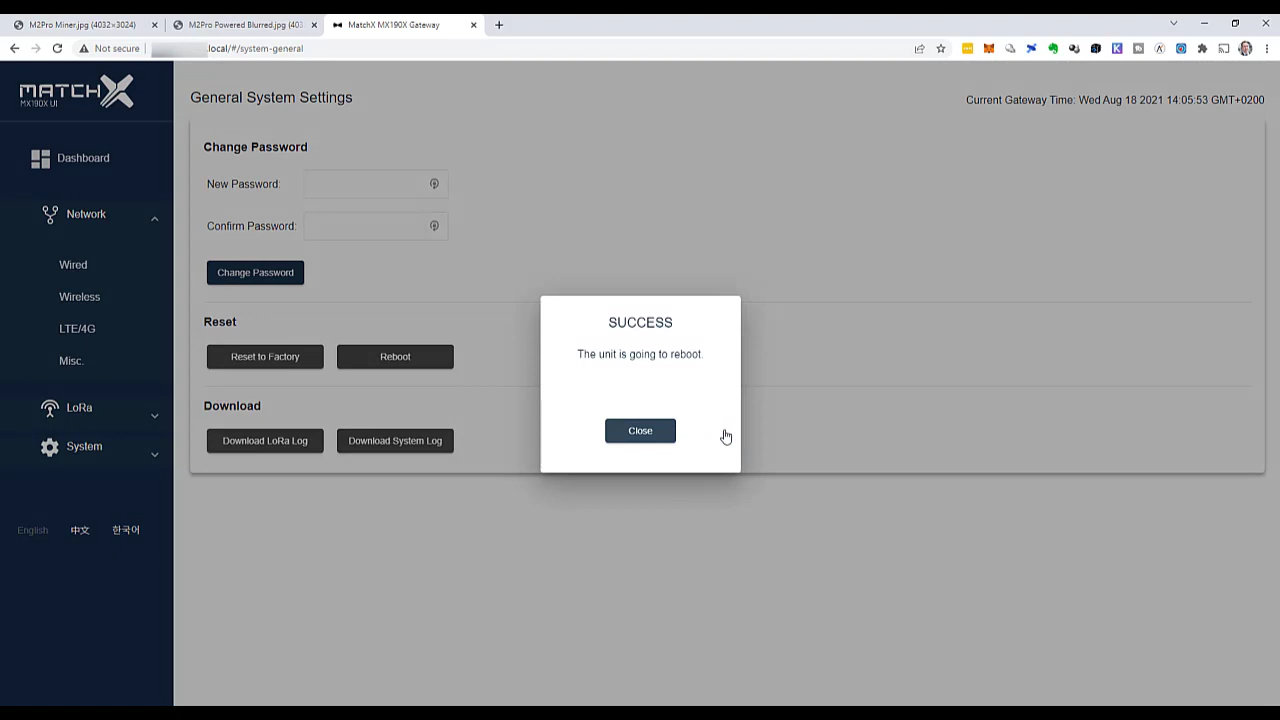 M2Pro Miner.jpg (4032×3024)
M2Pro Powered Blurred.jpg (403
MatchX MX190X Gateway
Not secure
.local/#/system-general
MATCHX
MX190X UI
General System Settings
Current Gateway Time: Wed Aug 18 2021 14:05:53 GMT+0200
Dashboard
Network
Wired
Wireless
LTE/4G
Misc.
LoRa
System
English 中文 한국어
Change Password
New Password:
Confirm Password:
Change Password
Reset
Reset to Factory Reboot
Download
Download LoRa Log Download System Log
SUCCESS
The unit is going to reboot.
Close